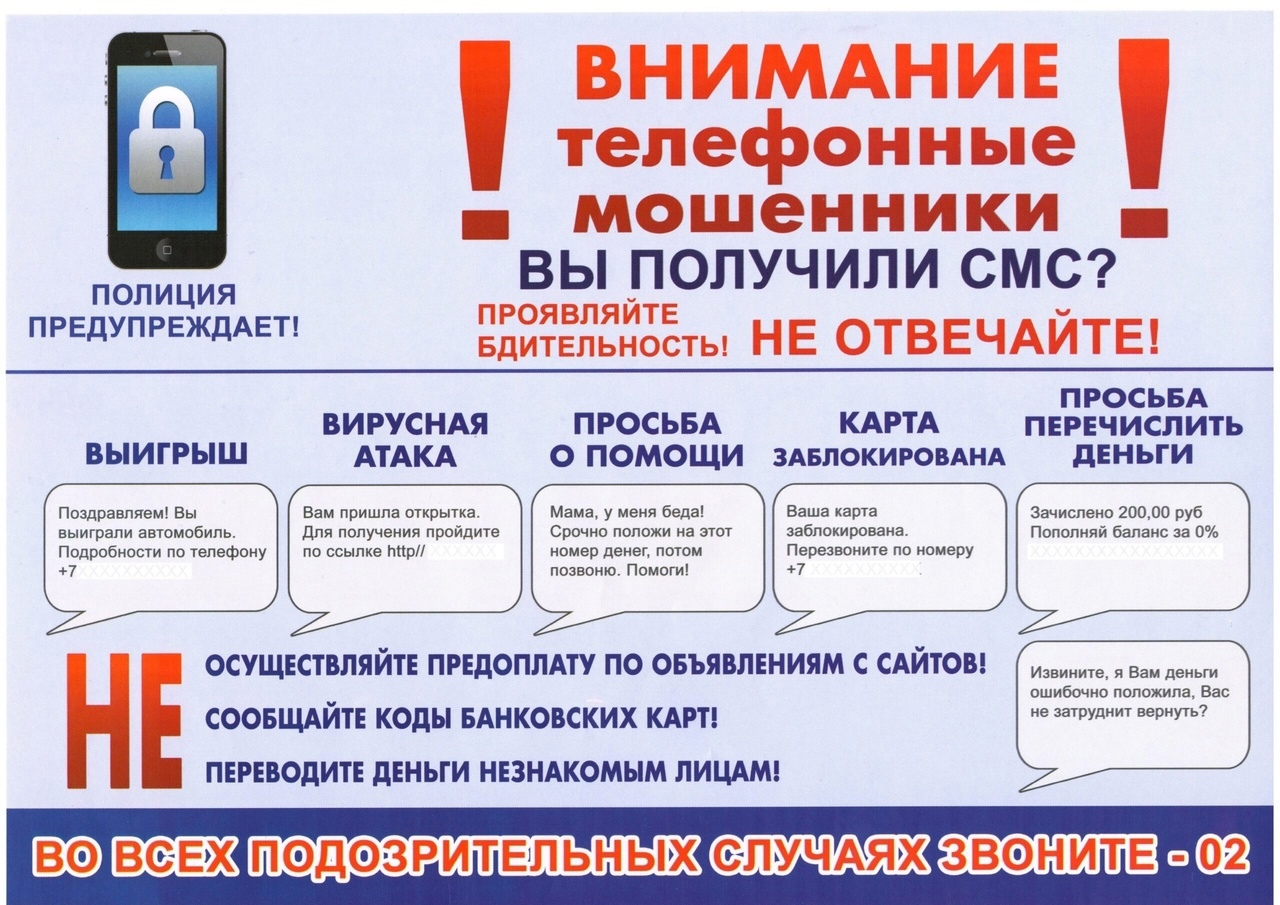 ВНИМАНИЕ
телефонные
мошенники
ВЫ ПОЛУЧИЛИ СМС?
ПРОЯВЛЯЙТЕ
БДИТЕЛЬНОСТЬ!
НЕ ОТВЕЧАЙТЕ!
ПОЛИЦИЯ
ПРЕДУПРЕЖДАЕТ!
ВЫИГРЫШ
Поздравляем! Вы
выиграли автомобиль.
Подробности по телефону
+7 XXXXXXXXXX
ВИРУСНАЯ
АТАКА
Вам пришла открытка.
Для получения пройдите
по ссылке http// XXXXXX
ПРОСЬБА
О ПОМОЩИ
Мама, у меня беда!
Срочно положи на этот
номер денег, потом
позвоню. Помоги!
КАРТА
ЗАБЛОКИРОВАНА
Ваша карта
заблокирована.
Перезвоните по номеру
+7 XXXXXXXXXX
ПРОСЬБА
ПЕРЕЧИСЛИТЬ
ДЕНЬГИ
Зачислено 200,00 руб
Пополняй баланс за 0%
Извините, я Вам деньги
ошибочно положила, Вас
не затруднит вернуть?
НЕ
ОСУЩЕСТВЛЯЙТЕ ПРЕДОПЛАТУ ПО ОБЪЯВЛЕНИЯМ С САЙТОВ!
СООБЩАЙТЕ КОДЫ БАНКОВСКИХ КАРТ!
ПЕРЕВОДИТЕ ДЕНЬГИ НЕЗНАКОМЫМ ЛИЦАМ!
ВО ВСЕХ ПОДОЗРИТЕЛЬНЫХ СЛУЧАЯХ ЗВОНИТЕ - 02